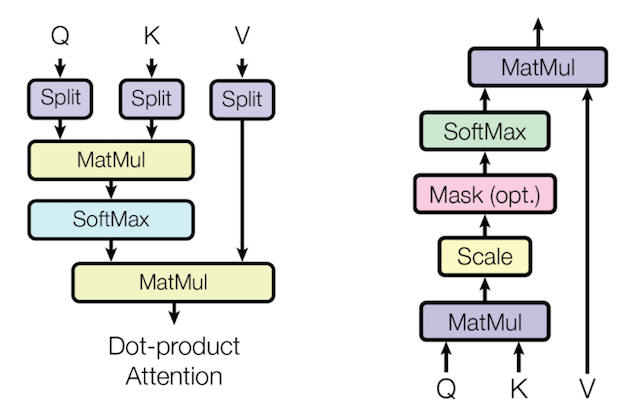 Q K V
Split Split Split
MatMul
SoftMax
MatMul
Dot-product
Attention
MatMul
SoftMax
Mask (opt.)
Scale
MatMul
Q K V